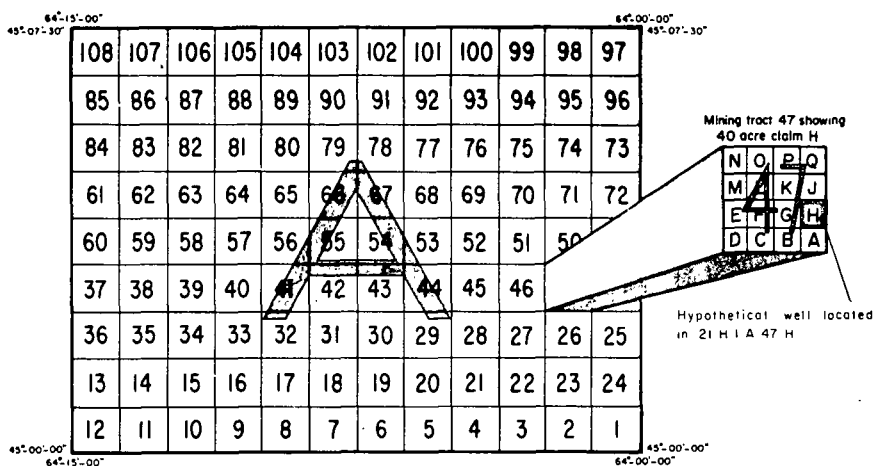 64°-15'-00" 64°-00'-00"
45°-07'-30" 45°-07'-30"
108 107 106 105 104 103 102 101 100 99 98 97
85 86 87 88 89 90 91 92 93 94 95 96
84 83 82 81 80 79 78 77 76 75 74 73
61 62 63 64 65 66 67 68 69 70 71 72
60 59 58 57 56 55 54 53 52 51 50
37 38 39 40 41 42 43 44 45 46
36 35 34 33 32 31 30 29 28 27 26 25
13 14 15 16 17 18 19 20 21 22 23 24
12 11 10 9 8 7 6 5 4 3 2 1
45°-00'-00" 45°-00'-00"
64°-15'-00" 64°-00'-00"
A
Mining tract 47 showing
40 acre claim H
N O P Q
M K J
E F G H
D C B A
47
Hypothetical well located
in 21 H 1 A 47 H